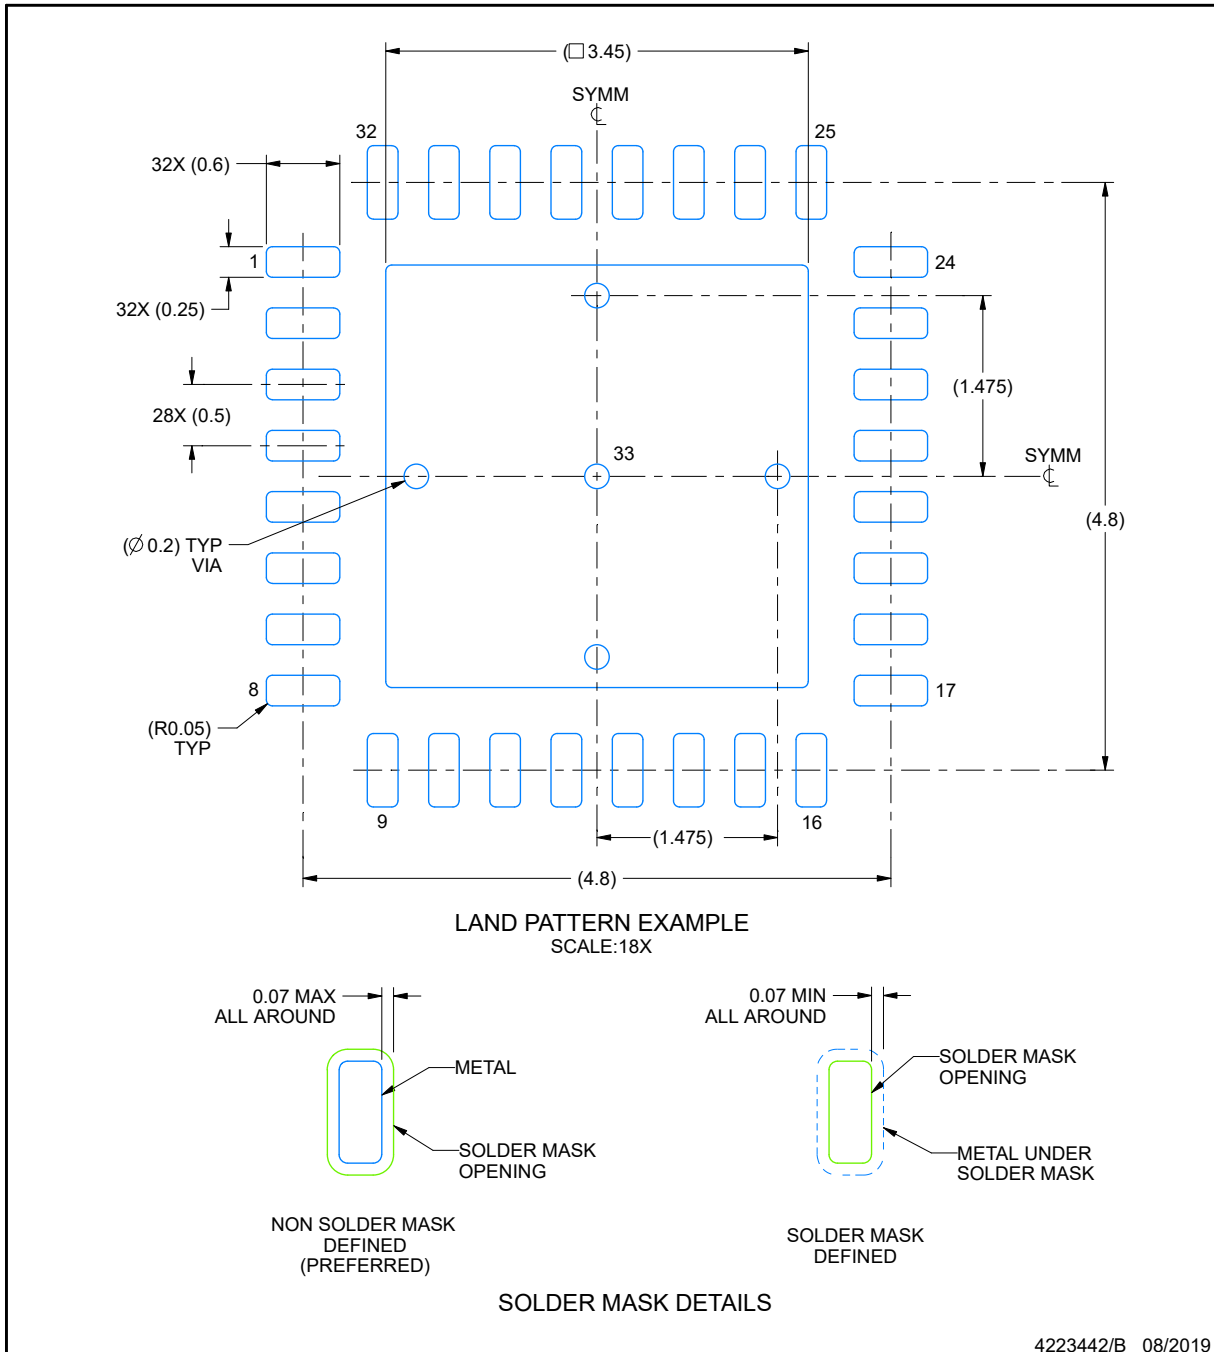 (□ 3.45)
SYMM
℄
32
25
32X (0.6)
1
24
32X (0.25)
(1.475)
28X (0.5)
33
SYMM
℄
(4.8)
(Ø 0.2) TYP
VIA
8
17
(R0.05)
TYP
9
16
(1.475)
(4.8)
LAND PATTERN EXAMPLE
SCALE:18X
0.07 MAX
ALL AROUND
METAL
SOLDER MASK
OPENING
NON SOLDER MASK
DEFINED
(PREFERRED)
0.07 MIN
ALL AROUND
SOLDER MASK
OPENING
METAL UNDER
SOLDER MASK
SOLDER MASK
DEFINED
SOLDER MASK DETAILS
4223442/B 08/2019